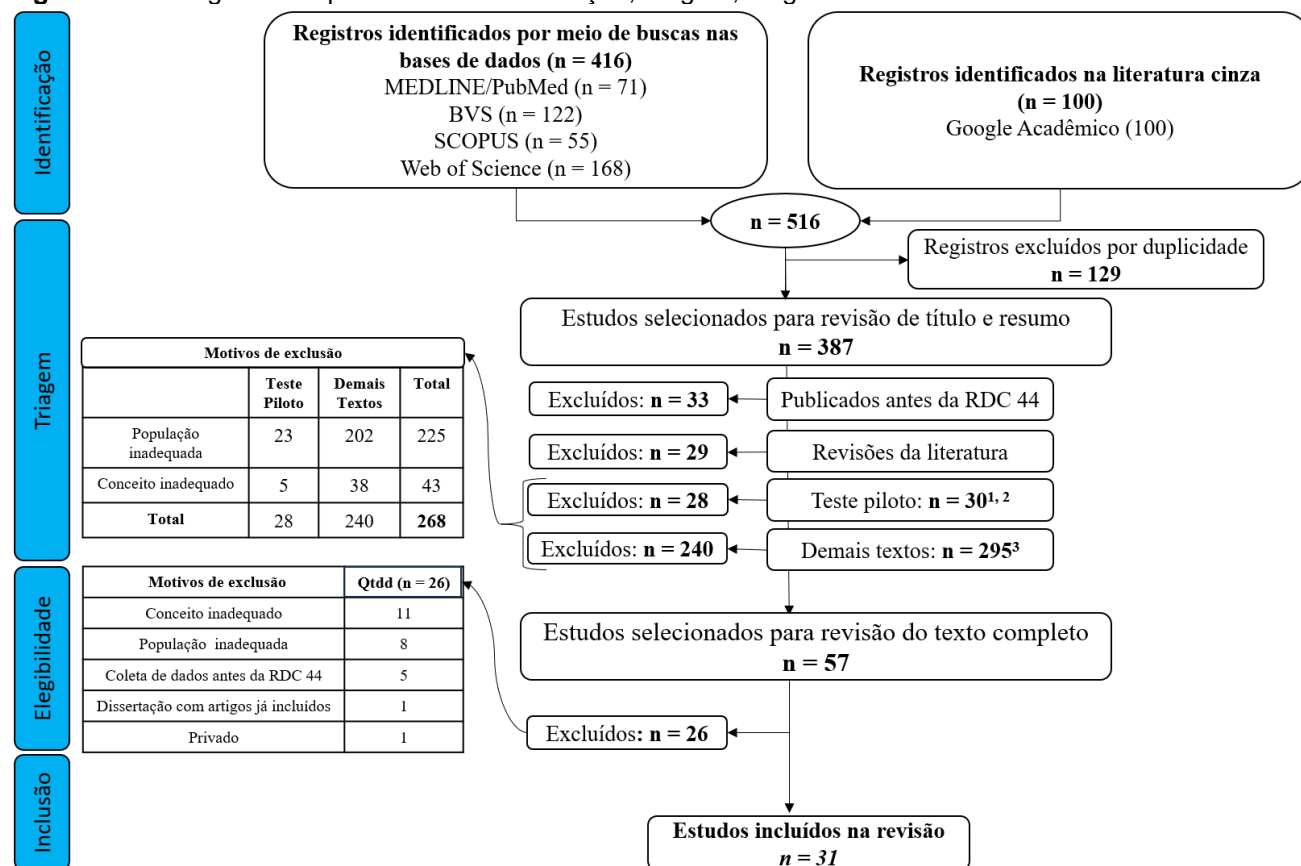 Identificação
Registros identificados por meio de buscas nas
bases de dados (n = 416)
MEDLINE/PubMed (n = 71)
BVS (n = 122)
SCOPUS (n = 55)
Web of Science (n = 168)
Registros identificados na literatura cinza
(n = 100)
Google Acadêmico (100)
n = 516
Registros excluídos por duplicidade
n = 129
Triagem
Estudos selecionados para revisão de título e resumo
n = 387
Excluídos: n = 33
Publicados antes da RDC 44
Excluídos: n = 29
Revisões da literatura
Excluídos: n = 28
Teste piloto: n = 30¹, ²
Excluídos: n = 240
Demais textos: n = 295³
Motivos de exclusão
Teste
Piloto
Demais
Textos
Total
População
inadequada
23
202
225
Conceito inadequado
5
38
43
Total
28
240
268
Elegibilidade
Estudos selecionados para revisão do texto completo
n = 57
Excluídos: n = 26
Motivos de exclusão
Qtdd (n = 26)
Conceito inadequado
11
População inadequada
8
Coleta de dados antes da RDC 44
5
Dissertação com artigos já incluídos
1
Privado
1
Inclusão
Estudos incluídos na revisão
n = 31